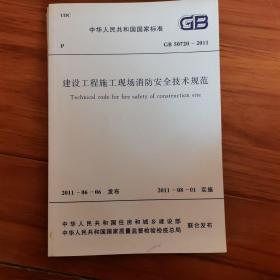 UDC
中华人民共和国国家标准
GB
P
GB 50720-2011
建设工程施工现场消防安全技术规范
Technical code for fire safety of construction site
2011-06-06 发布
2011-08-01 实施
中华人民共和国住房和城乡建设部
中华人民共和国国家质量监督检验检疫总局
联合发布